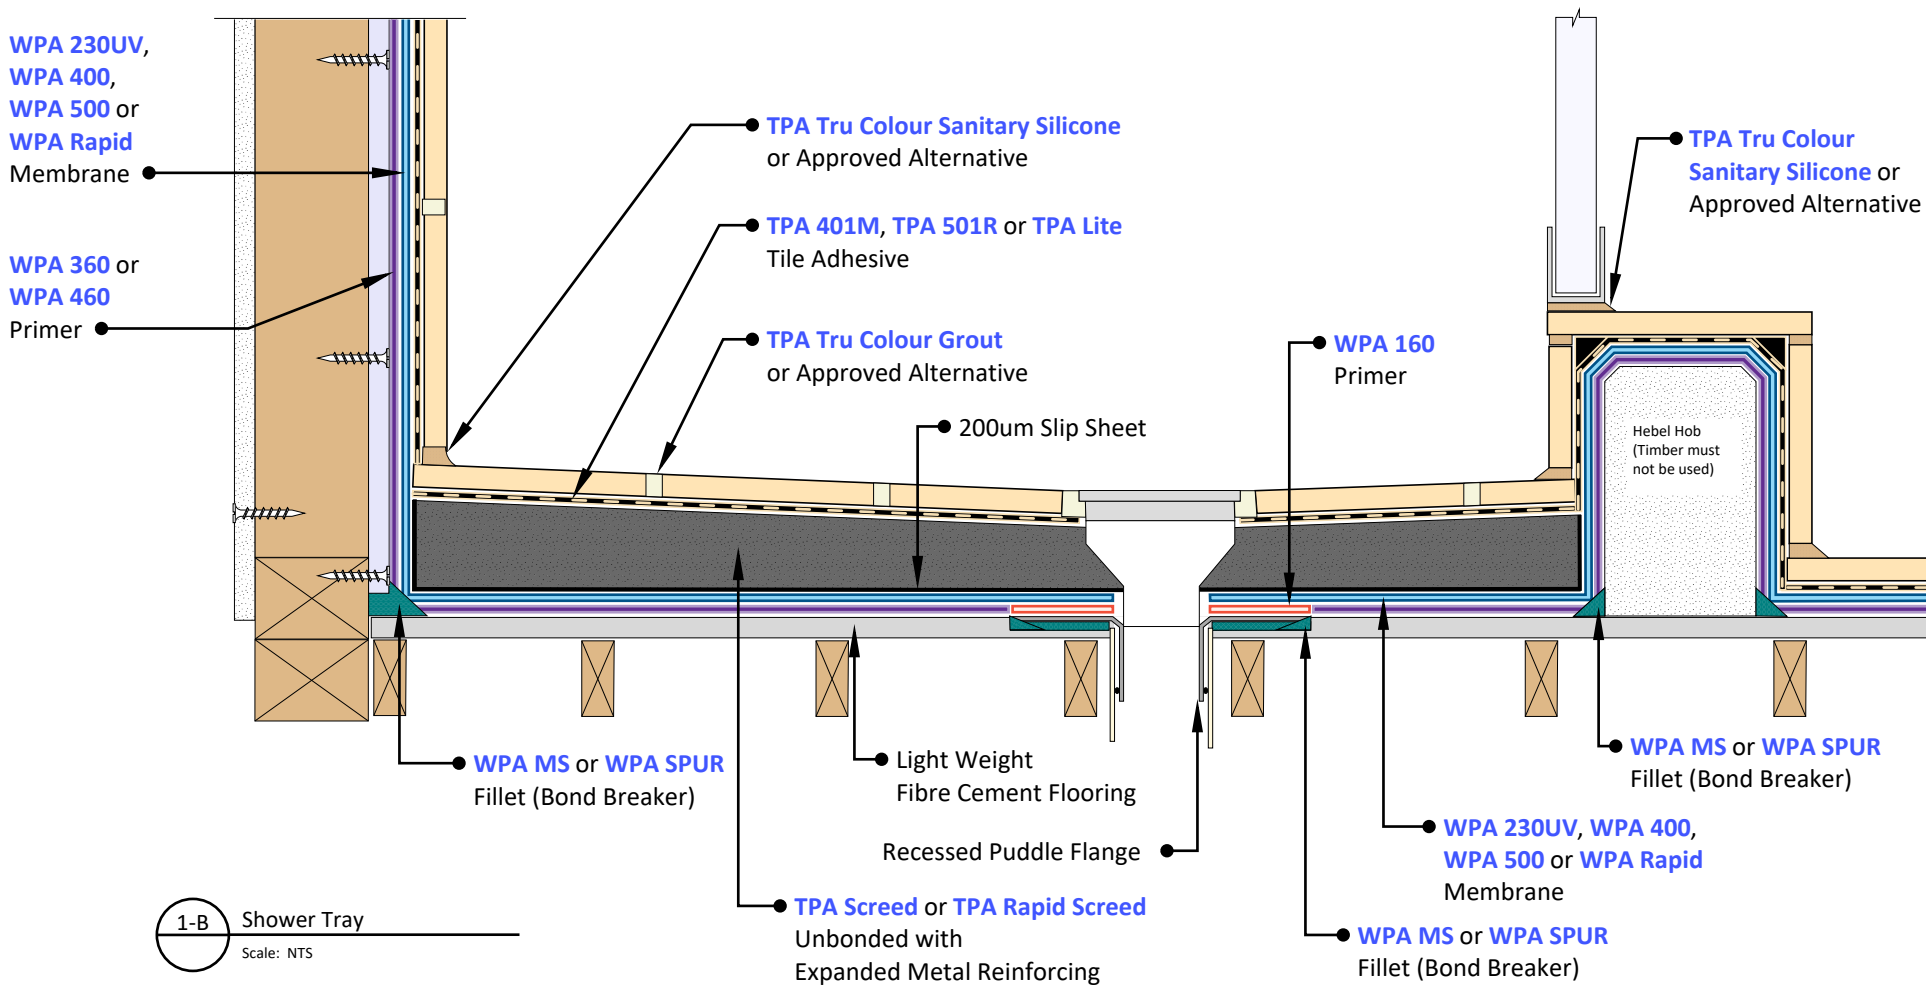 WPA 230UV,
WPA 400,
WPA 500 or
WPA Rapid
Membrane
WPA 360 or
WPA 460
Primer
TPA Tru Colour Sanitary Silicone
or Approved Alternative
TPA 401M, TPA 501R or TPA Lite
Tile Adhesive
TPA Tru Colour Grout
or Approved Alternative
200um Slip Sheet
WPA 160
Primer
TPA Tru Colour
Sanitary Silicone or
Approved Alternative
Hebel Hob
(Timber must
not be used)
WPA MS or WPA SPUR
Fillet (Bond Breaker)
Light Weight
Fibre Cement Flooring
Recessed Puddle Flange
TPA Screed or TPA Rapid Screed
Unbonded with
Expanded Metal Reinforcing
WPA MS or WPA SPUR
Fillet (Bond Breaker)
WPA 230UV, WPA 400,
WPA 500 or WPA Rapid
Membrane
WPA MS or WPA SPUR
Fillet (Bond Breaker)
1-B
Shower Tray
Scale: NTS